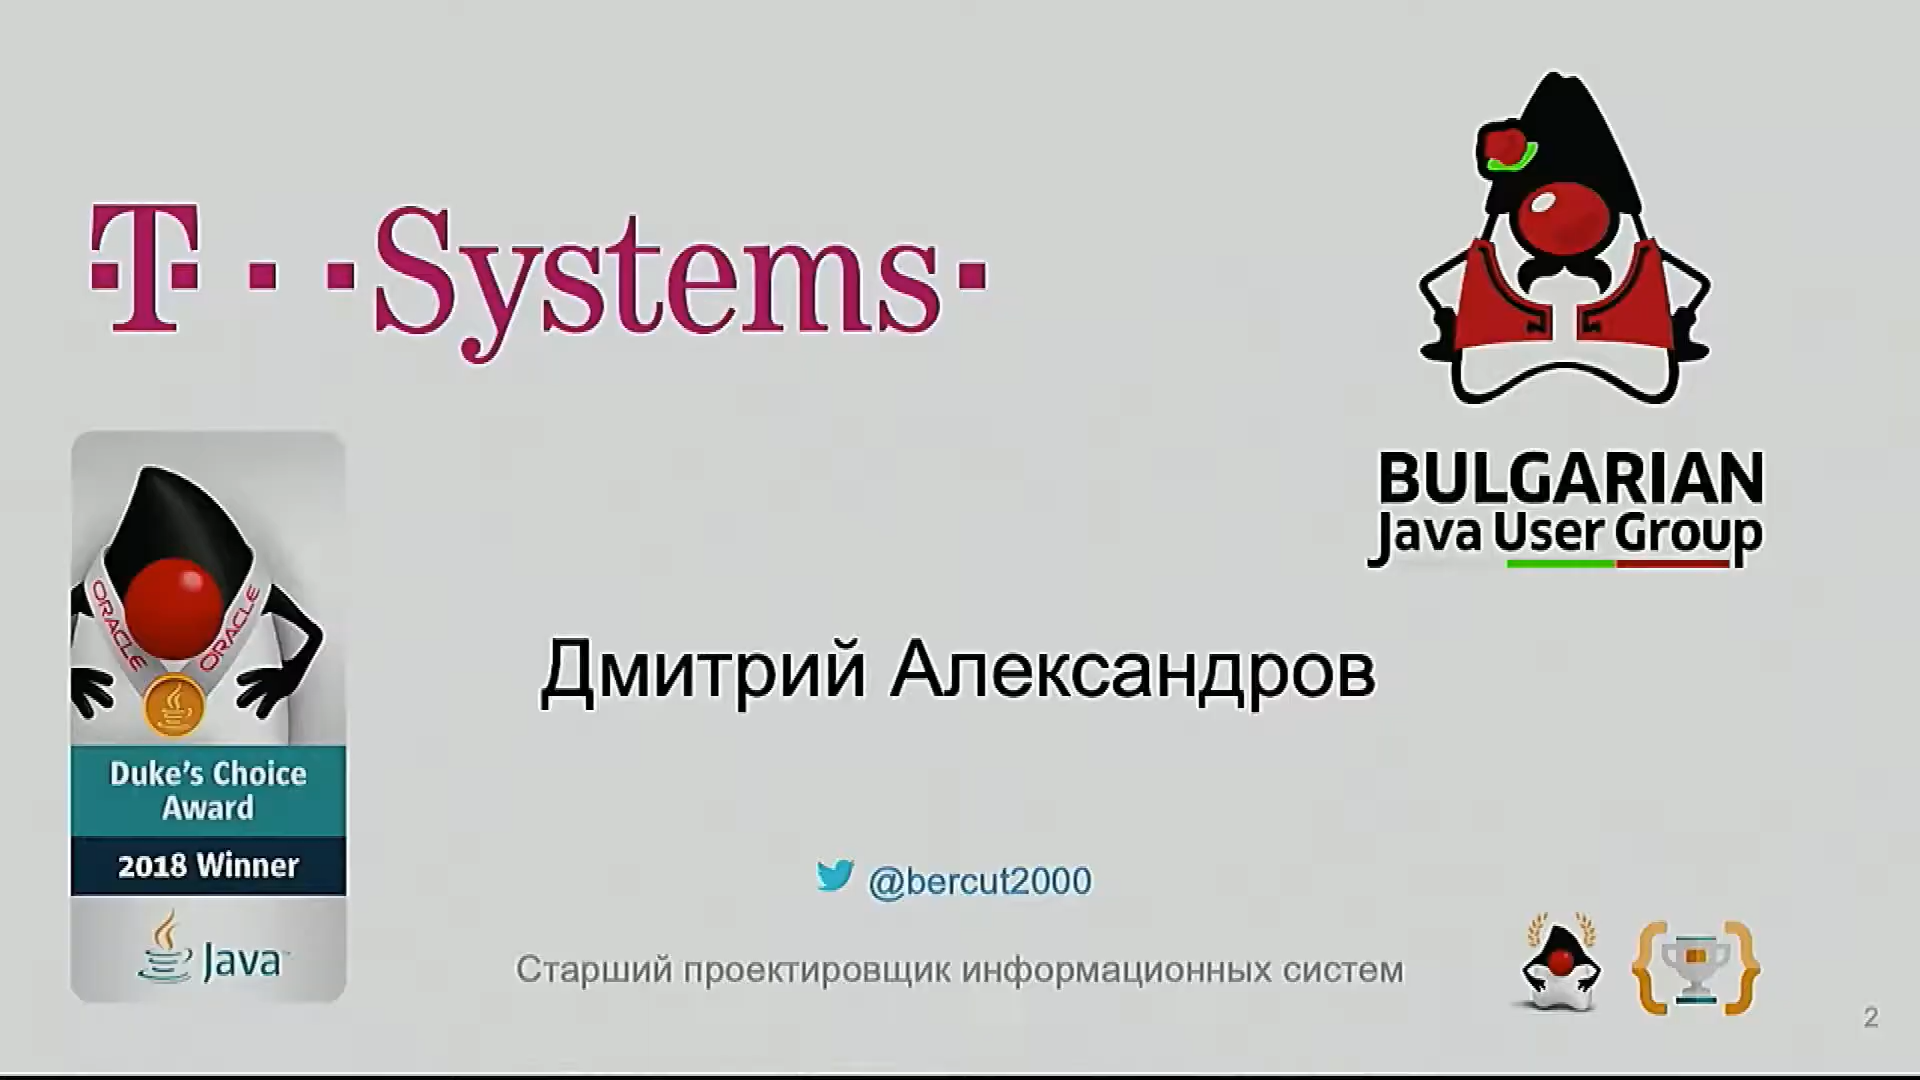 T · · Systems ·
BULGARIAN
Java User Group
ORACLE ORACLE
Duke's Choice
Award
2018 Winner
Java™
Дмитрий Александров
@bercut2000
Старший проектировщик информационных систем
2